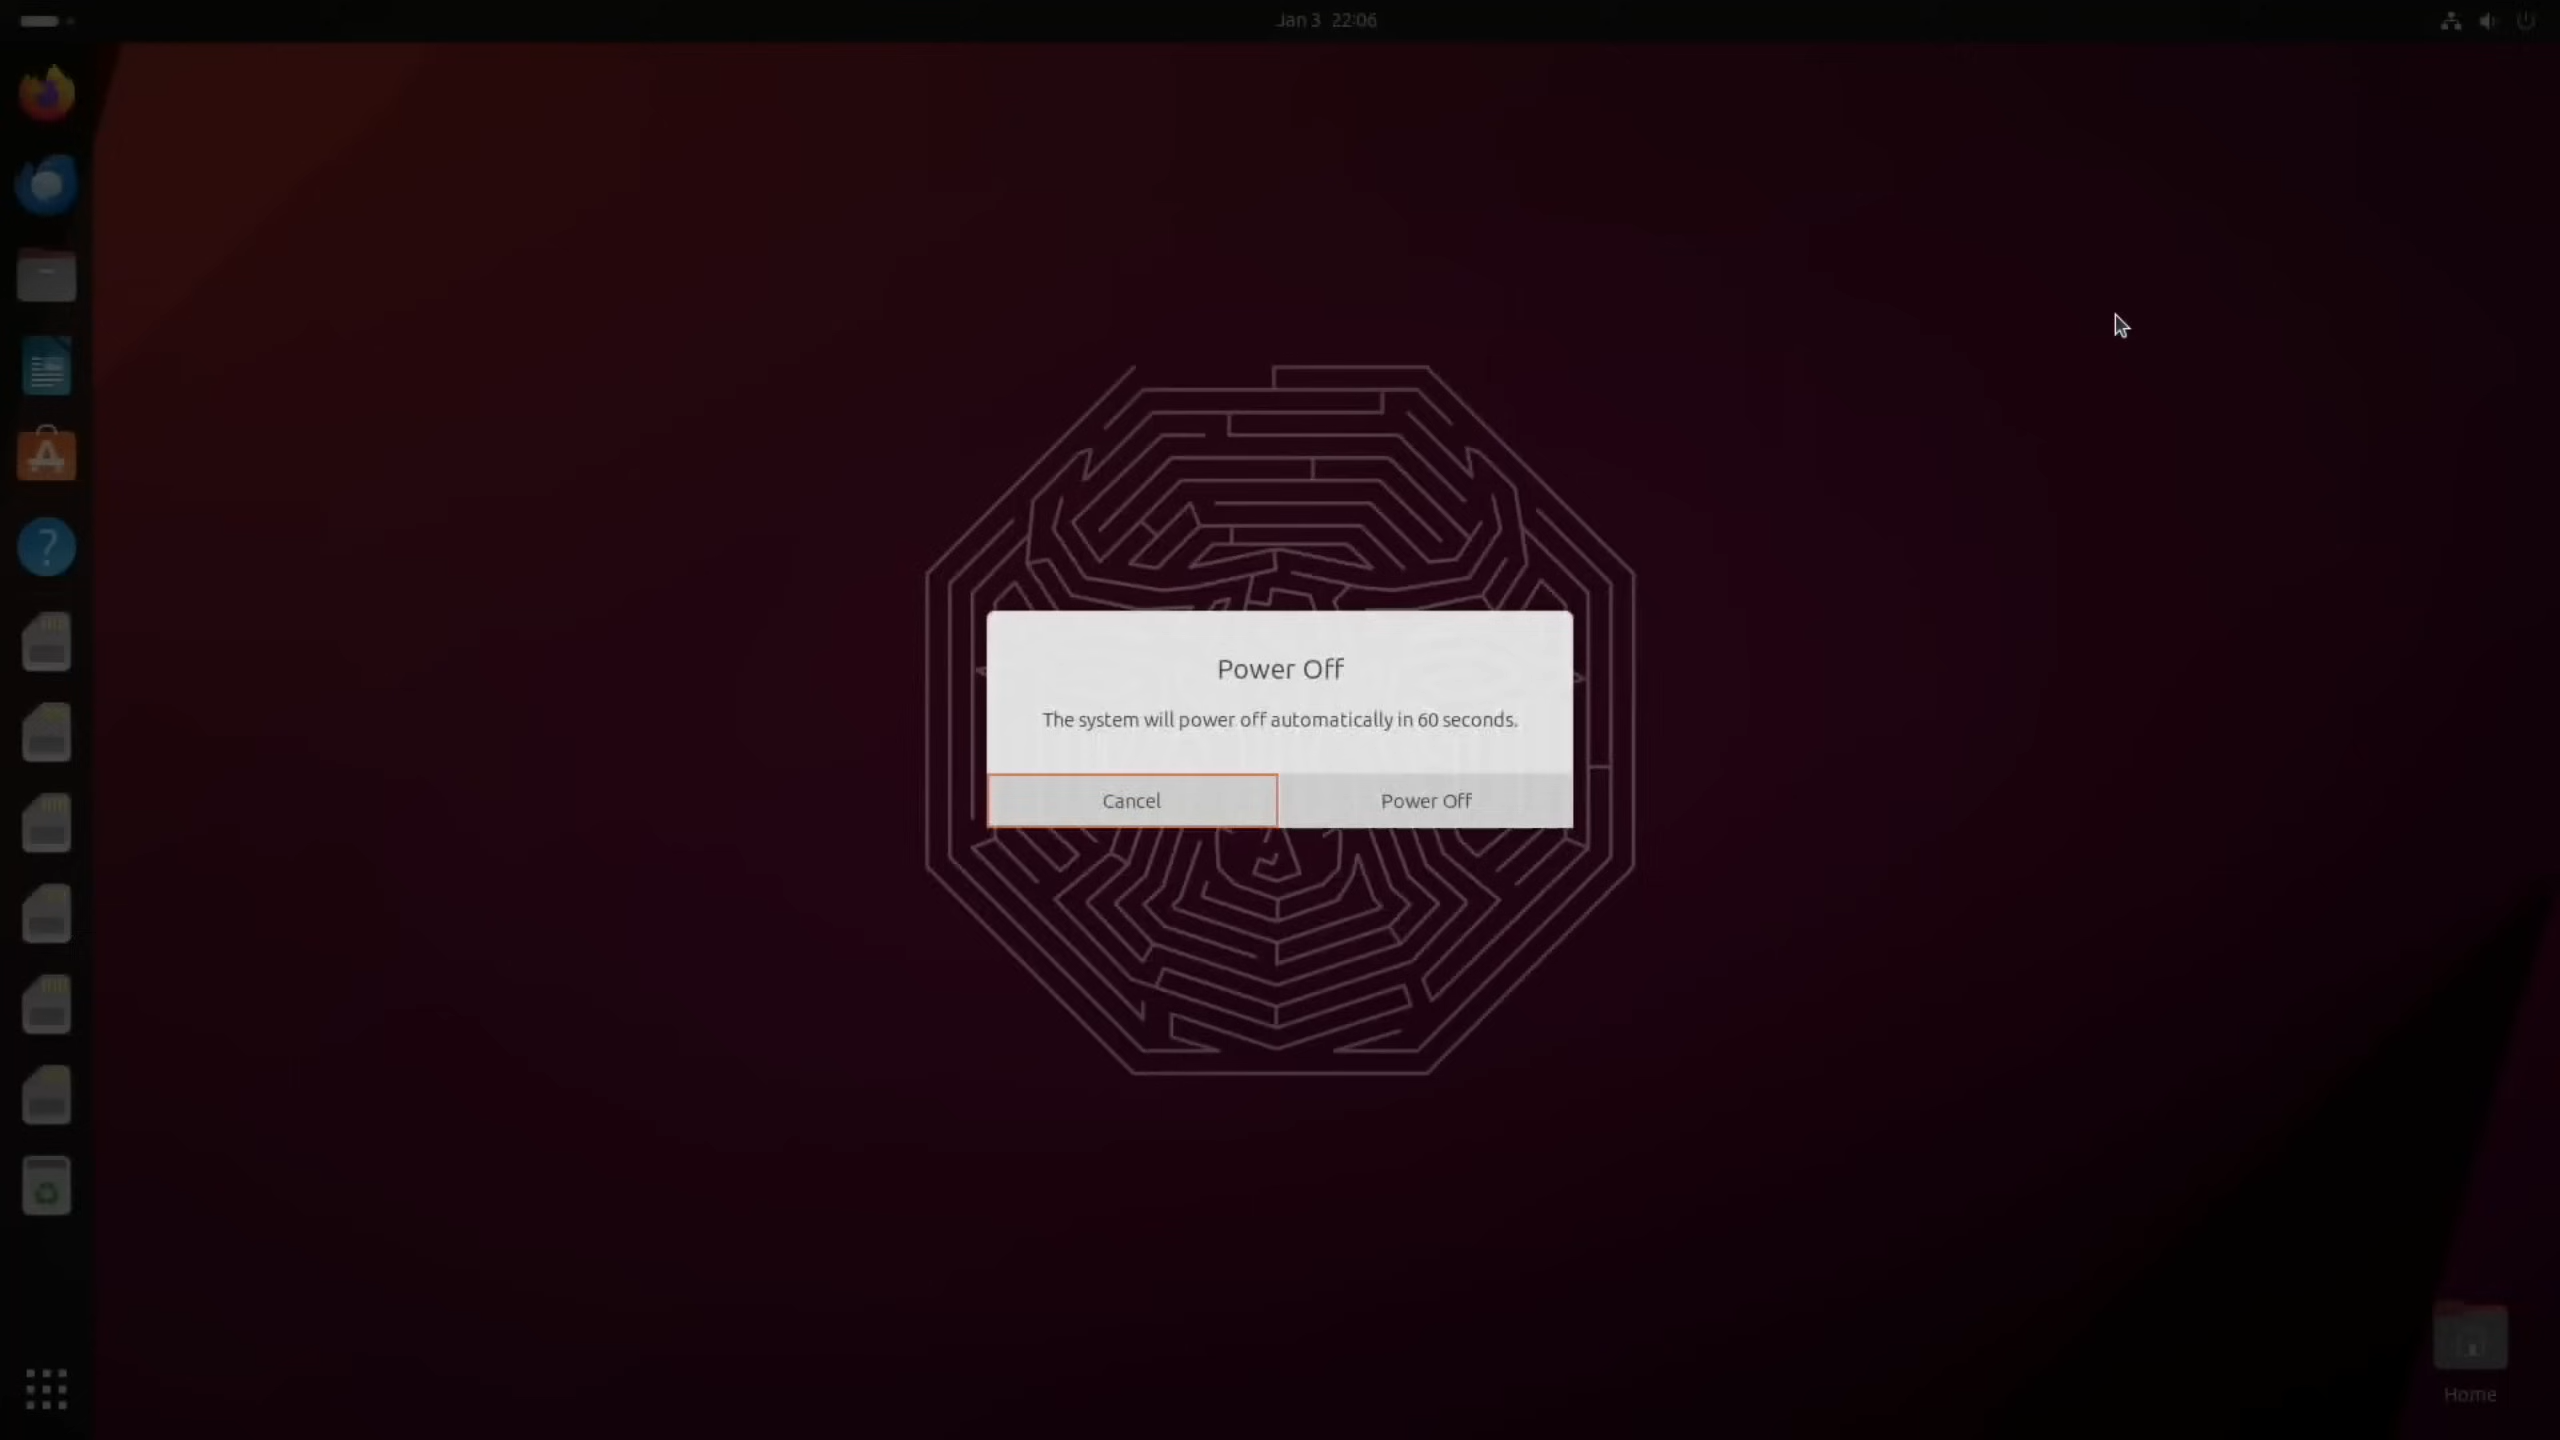 Jan 3 22:06
Power Off
The system will power off automatically in 60 seconds.
Cancel
Power Off
Home